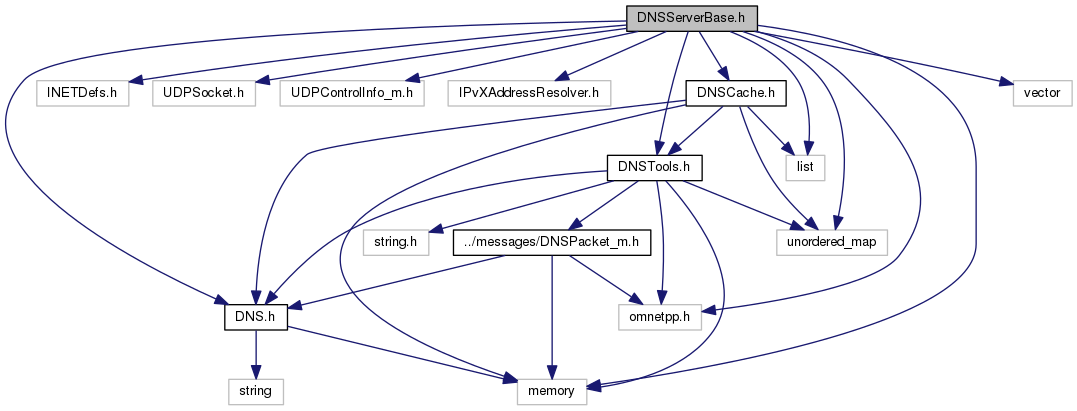 DNSServerBase.h
INETDefs.h
UDPSocket.h
UDPControlInfo_m.h
IPvXAddressResolver.h
DNSCache.h
vector
DNSTools.h
list
string.h
../messages/DNSPacket_m.h
unordered_map
DNS.h
omnetpp.h
string
memory